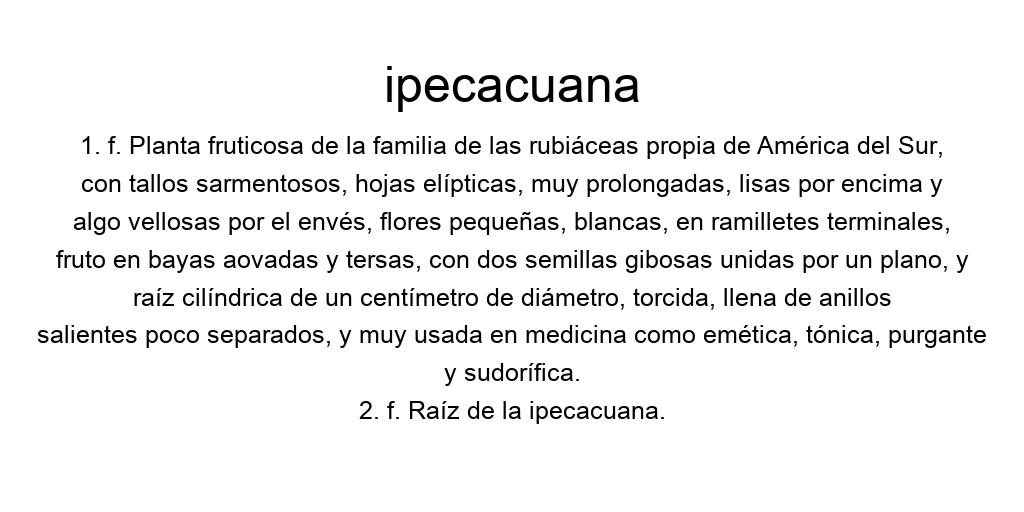 ipecacuana
1. f. Planta fruticosa de la familia de las rubiáceas propia de América del Sur,
con tallos sarmentosos, hojas elípticas, muy prolongadas, lisas por encima y
algo vellosas por el envés, flores pequeñas, blancas, en ramilletes terminales,
fruto en bayas aovadas y tersas, con dos semillas gibosas unidas por un plano, y
raíz cilíndrica de un centímetro de diámetro, torcida, llena de anillos
salientes poco separados, y muy usada en medicina como emética, tónica, purgante
y sudorífica.
2. f. Raíz de la ipecacuana.